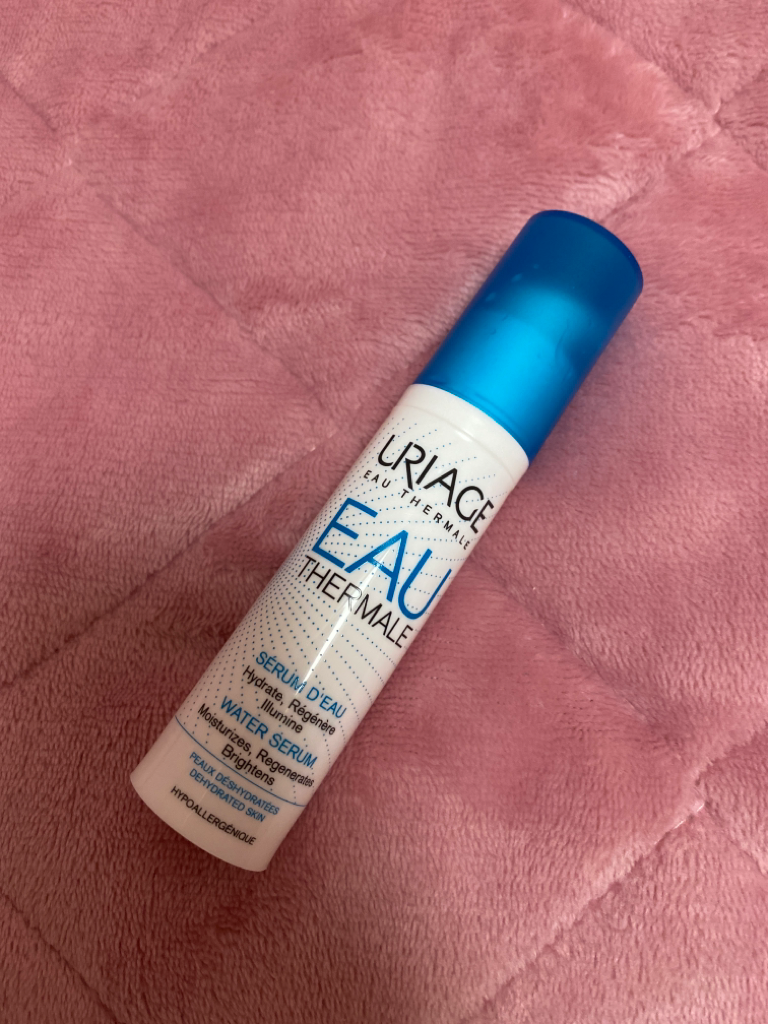 URIAGE
EAU THERMALE
EAU
THERMALE
SÉRUM D'EAU
Hydrate, Régénère
Illumine
WATER SERUM
Moisturizes, Regenerates
Brightens
PEAUX DÉSHYDRATÉES
DEHYDRATED SKIN
HYPOALLERGÉNIQUE